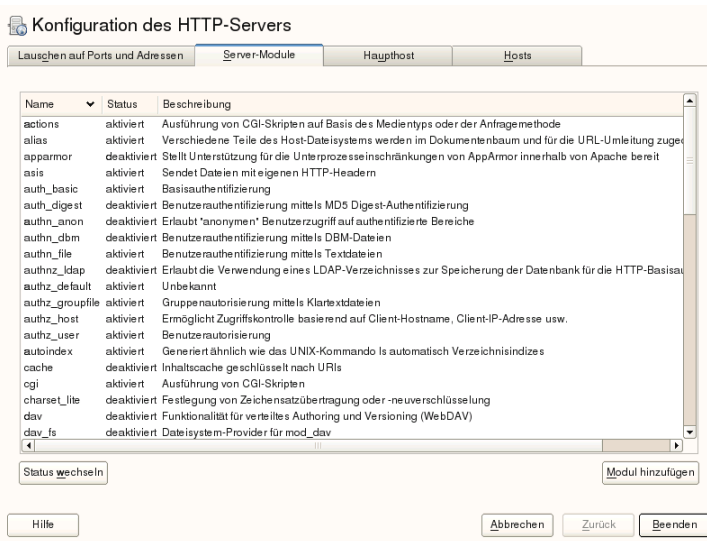 Konfiguration des HTTP-Servers
Lauschen auf Ports und Adressen Server-Module Haupthost Hosts
Name Status Beschreibung
actions aktiviert Ausführung von CGI-Skripten auf Basis des Medientyps oder der Anfragemethode
alias aktiviert Verschiedene Teile des Host-Dateisystems werden im Dokumentenbaum und für die URL-Umleitung zugeo
apparmor deaktiviert Stellt Unterstützung für die Unterprozesseinschränkungen von AppArmor innerhalb von Apache bereit
asis aktiviert Sendet Dateien mit eigenen HTTP-Headern
auth_basic aktiviert Basisauthentifizierung
auth_digest deaktiviert Benutzerauthentifizierung mittels MD5 Digest-Authentifizierung
authn_anon deaktiviert Erlaubt "anonymen" Benutzerzugriff auf authentifizierte Bereiche
authn_dbm deaktiviert Benutzerauthentifizierung mittels DBM-Dateien
authn_file aktiviert Benutzerauthentifizierung mittels Textdateien
authnz_ldap deaktiviert Erlaubt die Verwendung eines LDAP-Verzeichnisses zur Speicherung der Datenbank für die HTTP-Basisau
authz_default aktiviert Unbekannt
authz_groupfile aktiviert Gruppenautorisierung mittels Klartextdateien
authz_host aktiviert Ermöglicht Zugriffskontrolle basierend auf Client-Hostname, Client-IP-Adresse usw.
authz_user aktiviert Benutzerautorisierung
autoindex aktiviert Generiert ähnlich wie das UNIX-Kommando ls automatisch Verzeichnisindizes
cache deaktiviert Inhaltscache geschlüsselt nach URIs
cgi aktiviert Ausführung von CGI-Skripten
charset_lite deaktiviert Festlegung von Zeichensatzübertragung oder -neuverschlüsselung
dav deaktiviert Funktionalität für verteiltes Authoring und Versioning (WebDAV)
dav_fs deaktiviert Dateisystem-Provider für mod_dav
Status wechseln Modul hinzufügen
Hilfe Abbrechen Zurück Beenden